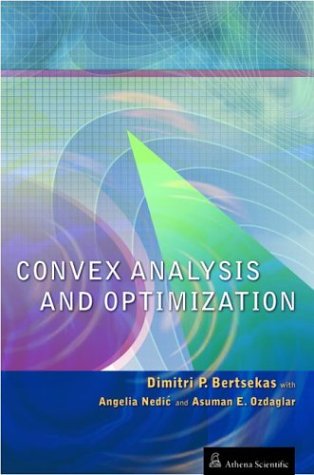 CONVEX ANALYSIS
AND OPTIMIZATION
Dimitri P. Bertsekas with
Angelia Nedić and Asuman E. Ozdaglar
Athena Scientific